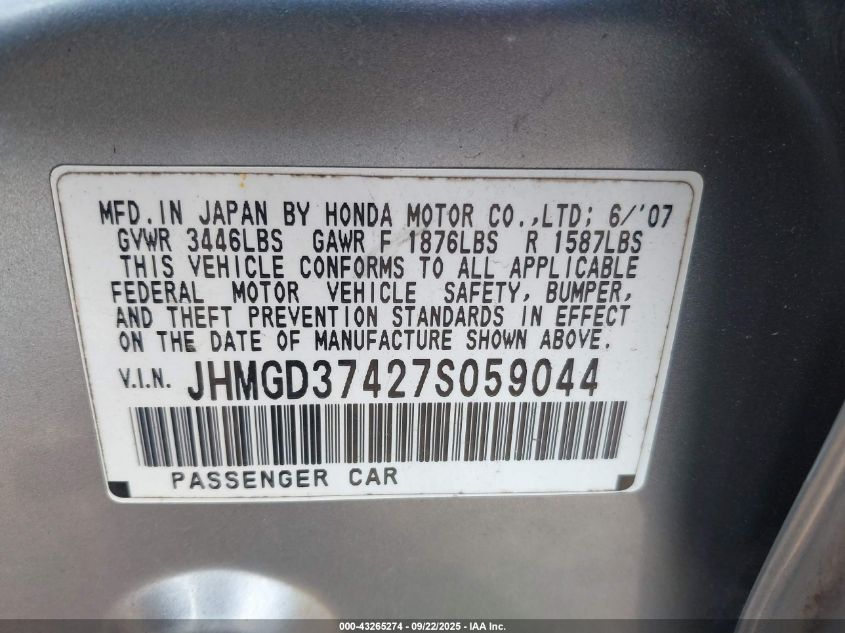 MFD.IN JAPAN BY HONDA MOTOR CO.,LTD; 6/'07
GVWR 3446LBS GAWR F 1876LBS R 1587LBS
THIS VEHICLE CONFORMS TO ALL APPLICABLE
FEDERAL MOTOR VEHICLE SAFETY, BUMPER,
AND THEFT PREVENTION STANDARDS IN EFFECT
ON THE DATE OF MANUFACTURE SHOWN ABOVE.
V.I.N. JHMGD37427S059044
PASSENGER CAR
000-43265274 - 09/22/2025 - IAA Inc.